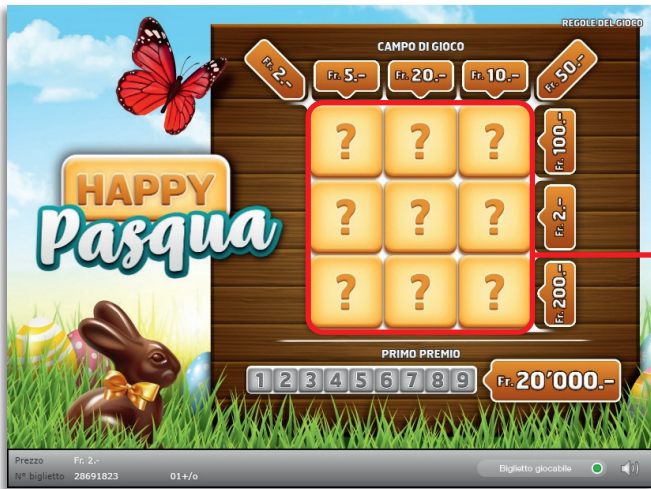 REGOLE DEL GIOCO
CAMPO DI GIOCO
Fr. 2.-
Fr. 5.-
Fr. 20.-
Fr. 10.-
Fr. 50.-
? ? ?
Fr. 100.-
HAPPY
Pasqua
? ? ?
Fr. 2.-
? ? ?
Fr. 200.-
PRIMO PREMIO
1 2 3 4 5 6 7 8 9
Fr. 20'000.-
Prezzo Fr. 2.-
N° biglietto 28691823 01+/o
Biglietto giocabile